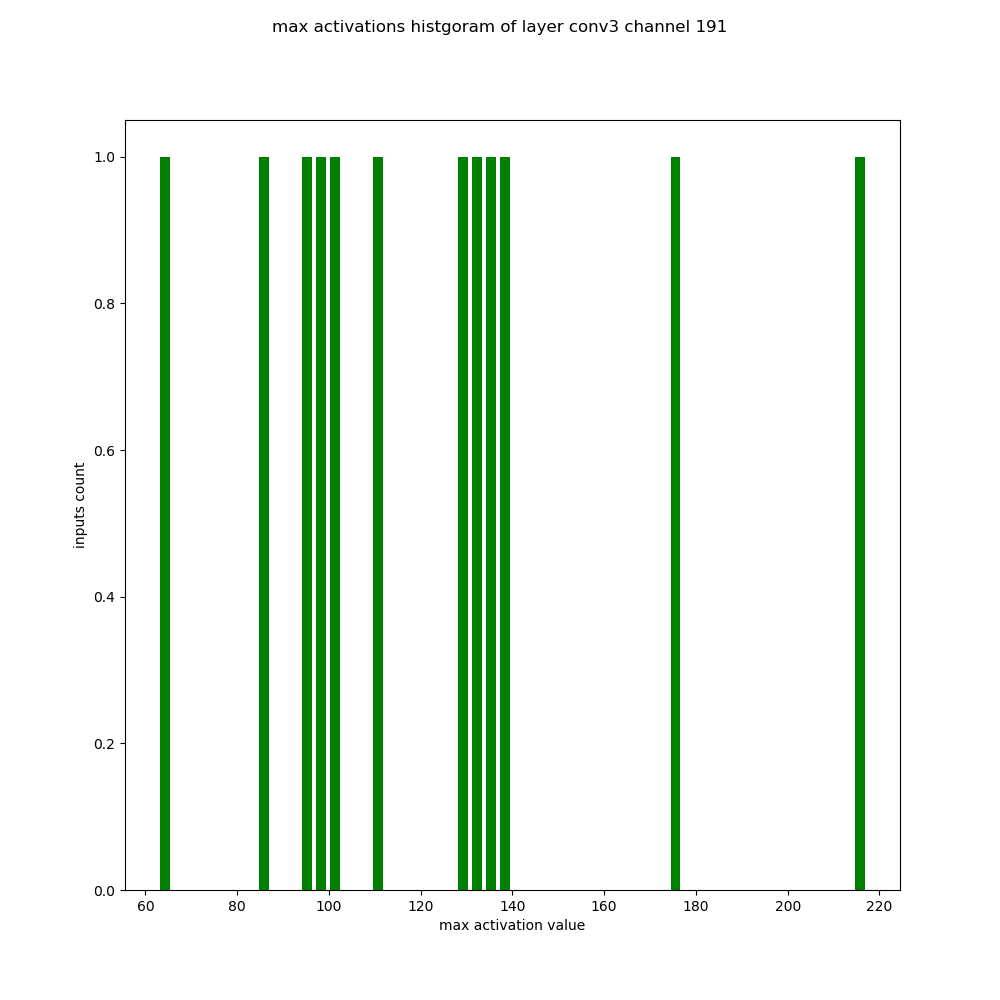 max activations histgoram of layer conv3 channel 191
1.0
0.8
0.6
0.4
0.2
0.0
inputs count
60 80 100 120 140 160 180 200 220
max activation value